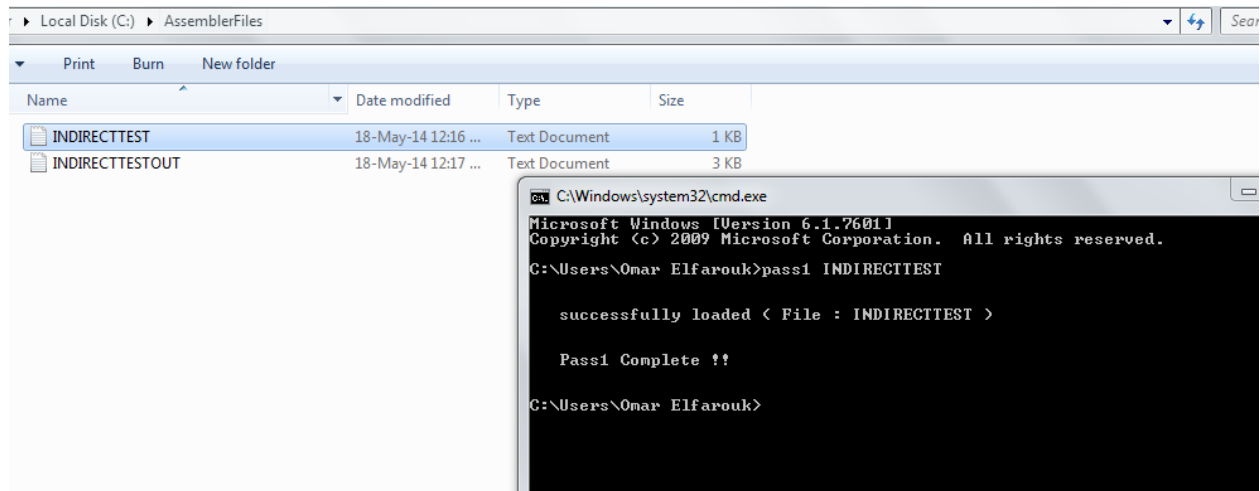 Local Disk (C:) AssemblerFiles
Print Burn New folder
Name Date modified Type Size
INDIRECTTEST 18-May-14 12:16 ... Text Document 1 KB
INDIRECTTESTOUT 18-May-14 12:17 ... Text Document 3 KB
C:\Windows\system32\cmd.exe
Microsoft Windows [Version 6.1.7601]
Copyright (c) 2009 Microsoft Corporation. All rights reserved.
C:\Users\Omar Elfarouk>pass1 INDIRECTTEST
successfully loaded ( File : INDIRECTTEST )
Pass1 Complete !!
C:\Users\Omar Elfarouk>